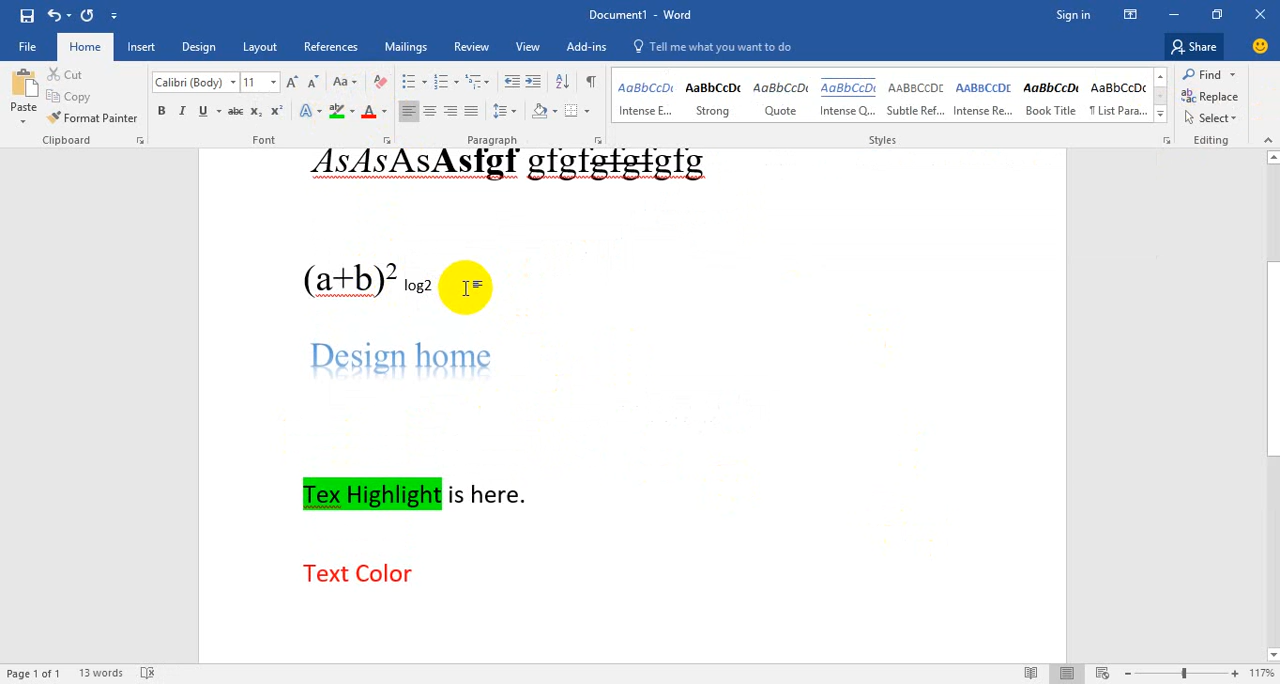 Document1 - Word
Sign in
File Home Insert Design Layout References Mailings Review View Add-ins Tell me what you want to do Share
Paste
Cut
Copy
Format Painter
Clipboard
Calibri (Body) 11 Aa
B I U abc x₂ x² A A
Font
Paragraph
AaBbCcDc AaBbCcDc AaBbCcDc AaBbCcDc AaBbCcDc AaBbCcDc AaBbCcDc AaBbCcDc
Intense E... Strong Quote Intense Q... Subtle Ref... Intense Re... Book Title ¶ List Para...
Styles
Find
Replace
Select
Editing
AsAsAsAsfgf gfgfgfgfgfg
(a+b)² log2
Design home
Tex Highlight is here.
Text Color
Page 1 of 1 13 words
117%